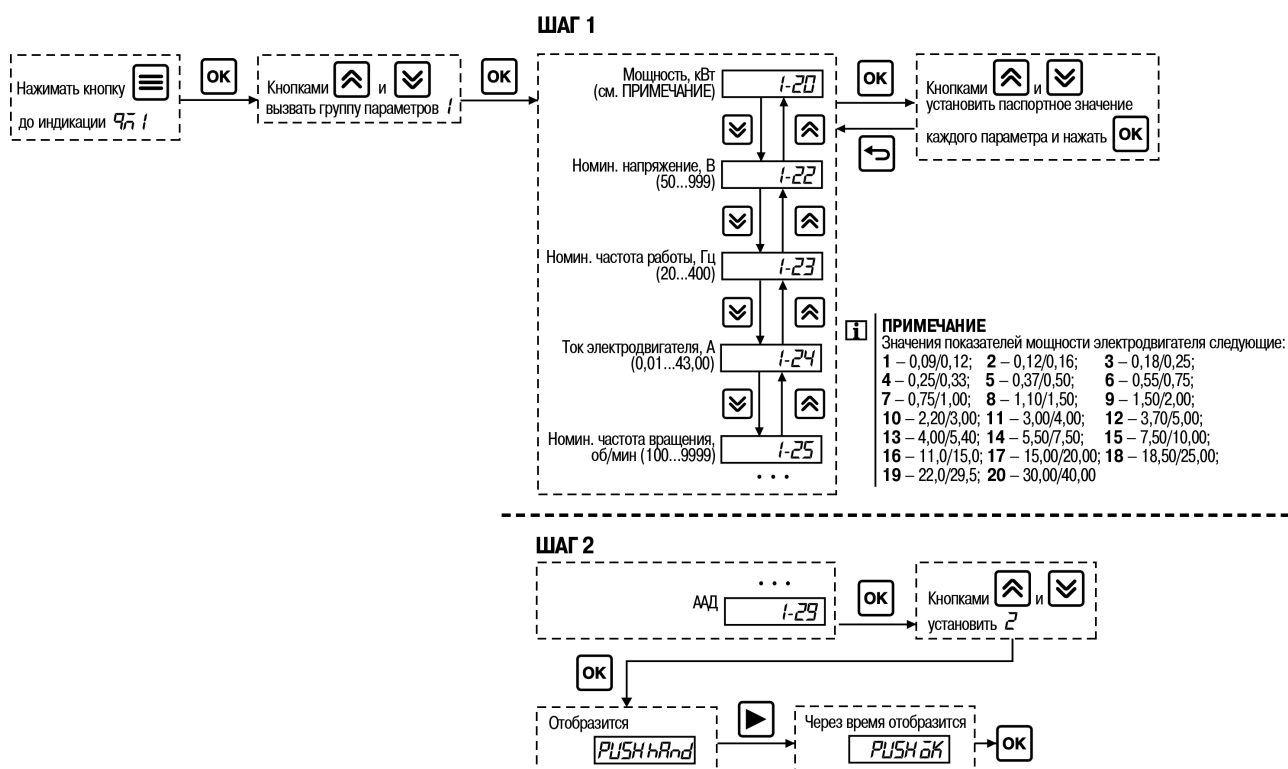 ШАГ 1
Нажимать кнопку
до индикации qn1
OK
Кнопками и
вызвать группу параметров 1
OK
Мощность, кВт
(см. ПРИМЕЧАНИЕ)
1-20
Номин. напряжение, В
(50...999)
1-22
Номин. частота работы, Гц
(20...400)
1-23
Ток электродвигателя, А
(0,01...43,00)
1-24
Номин. частота вращения,
об/мин (100...9999)
1-25
...
OK
Кнопками и
установить паспортное значение
каждого параметра и нажать OK
i ПРИМЕЧАНИЕ
Значения показателей мощности электродвигателя следующие:
1 – 0,09/0,12; 2 – 0,12/0,16; 3 – 0,18/0,25;
4 – 0,25/0,33; 5 – 0,37/0,50; 6 – 0,55/0,75;
7 – 0,75/1,00; 8 – 1,10/1,50; 9 – 1,50/2,00;
10 – 2,20/3,00; 11 – 3,00/4,00; 12 – 3,70/5,00;
13 – 4,00/5,40; 14 – 5,50/7,50; 15 – 7,50/10,00;
16 – 11,0/15,0; 17 – 15,00/20,00; 18 – 18,50/25,00;
19 – 22,0/29,5; 20 – 30,00/40,00
ШАГ 2
...
ААД 1-29
OK
Кнопками и
установить 2
OK
Отобразится
PUSH hAnd
Через время отобразится
PUSH oK
OK